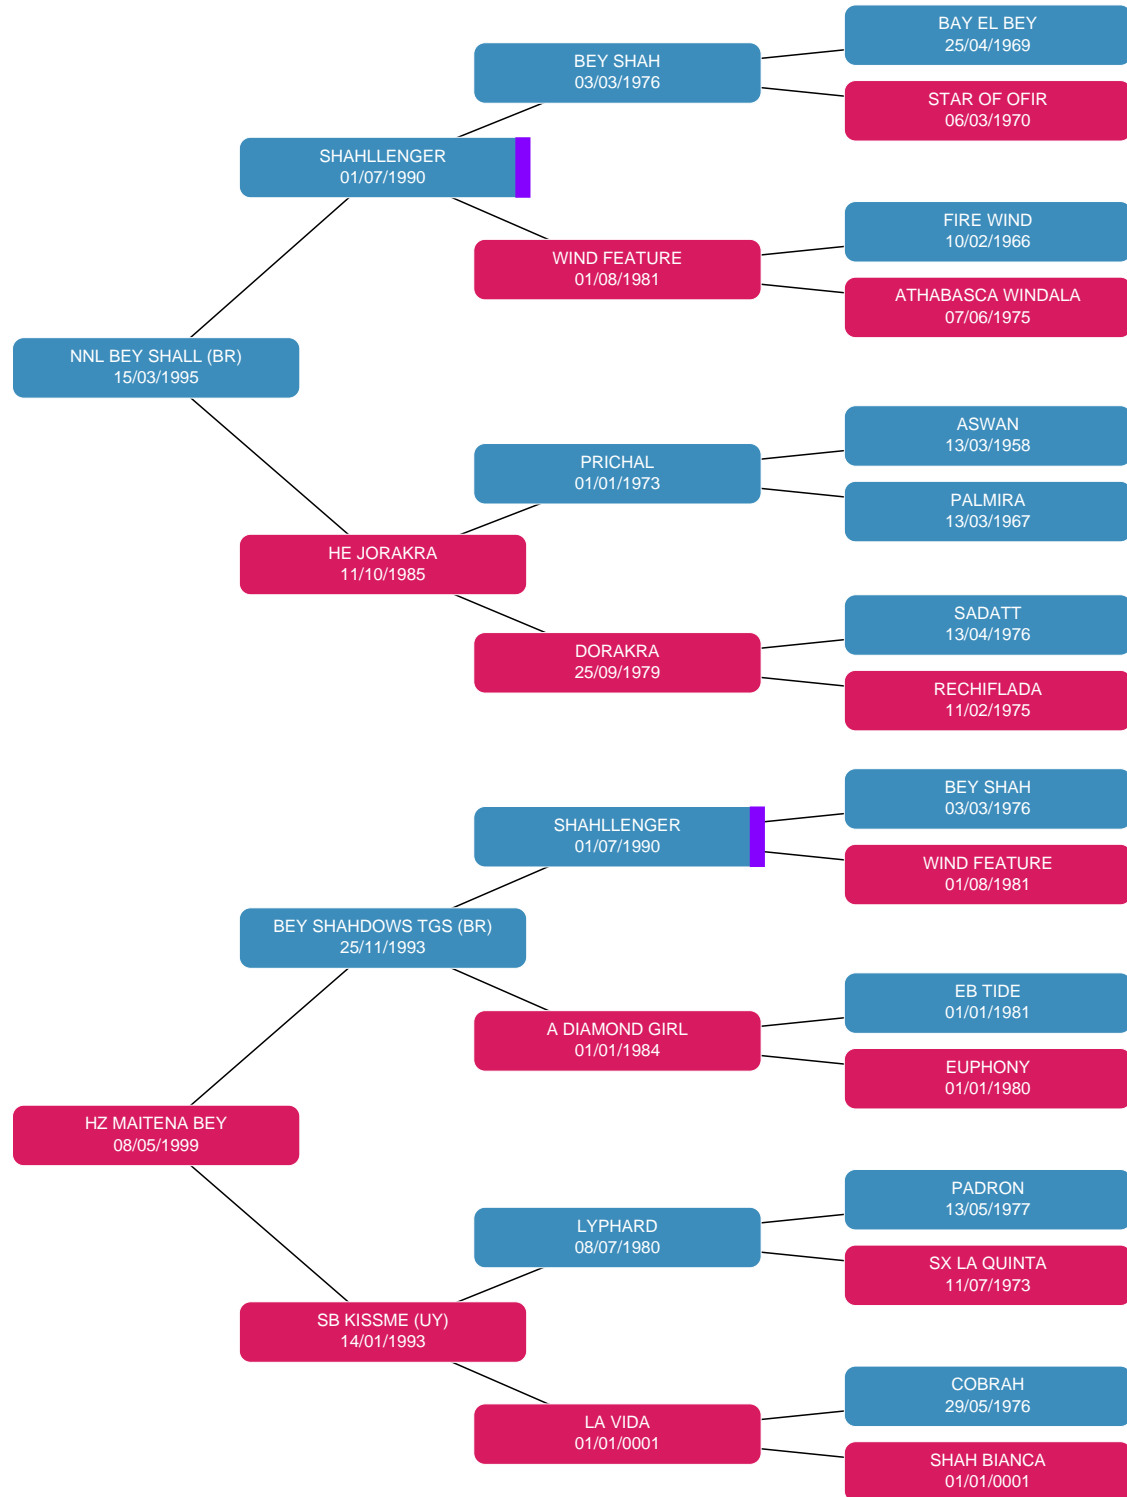 BAY EL BEY
25/04/1969
BEY SHAH
03/03/1976
STAR OF OFIR
06/03/1970
SHAHLLENGER
01/07/1990
FIRE WIND
10/02/1966
WIND FEATURE
01/08/1981
ATHABASCA WINDALA
07/06/1975
NNL BEY SHALL (BR)
15/03/1995
ASWAN
13/03/1958
PRICHAL
01/01/1973
PALMIRA
13/03/1967
HE JORAKRA
11/10/1985
SADATT
13/04/1976
DORAKRA
25/09/1979
RECHIFLADA
11/02/1975
BEY SHAH
03/03/1976
SHAHLLENGER
01/07/1990
WIND FEATURE
01/08/1981
BEY SHAHDOWS TGS (BR)
25/11/1993
EB TIDE
01/01/1981
A DIAMOND GIRL
01/01/1984
EUPHONY
01/01/1980
HZ MAITENA BEY
08/05/1999
PADRON
13/05/1977
LYPHARD
08/07/1980
SX LA QUINTA
11/07/1973
SB KISSME (UY)
14/01/1993
COBRAH
29/05/1976
LA VIDA
01/01/0001
SHAH BIANCA
01/01/0001